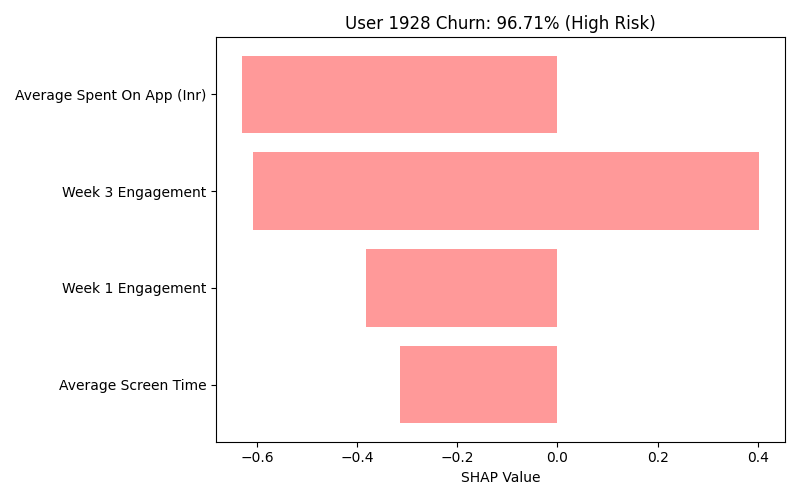 User 1928 Churn: 96.71% (High Risk)
Average Spent On App (Inr)
Week 3 Engagement
Week 1 Engagement
Average Screen Time
−0.6 −0.4 −0.2 0.0 0.2 0.4
SHAP Value